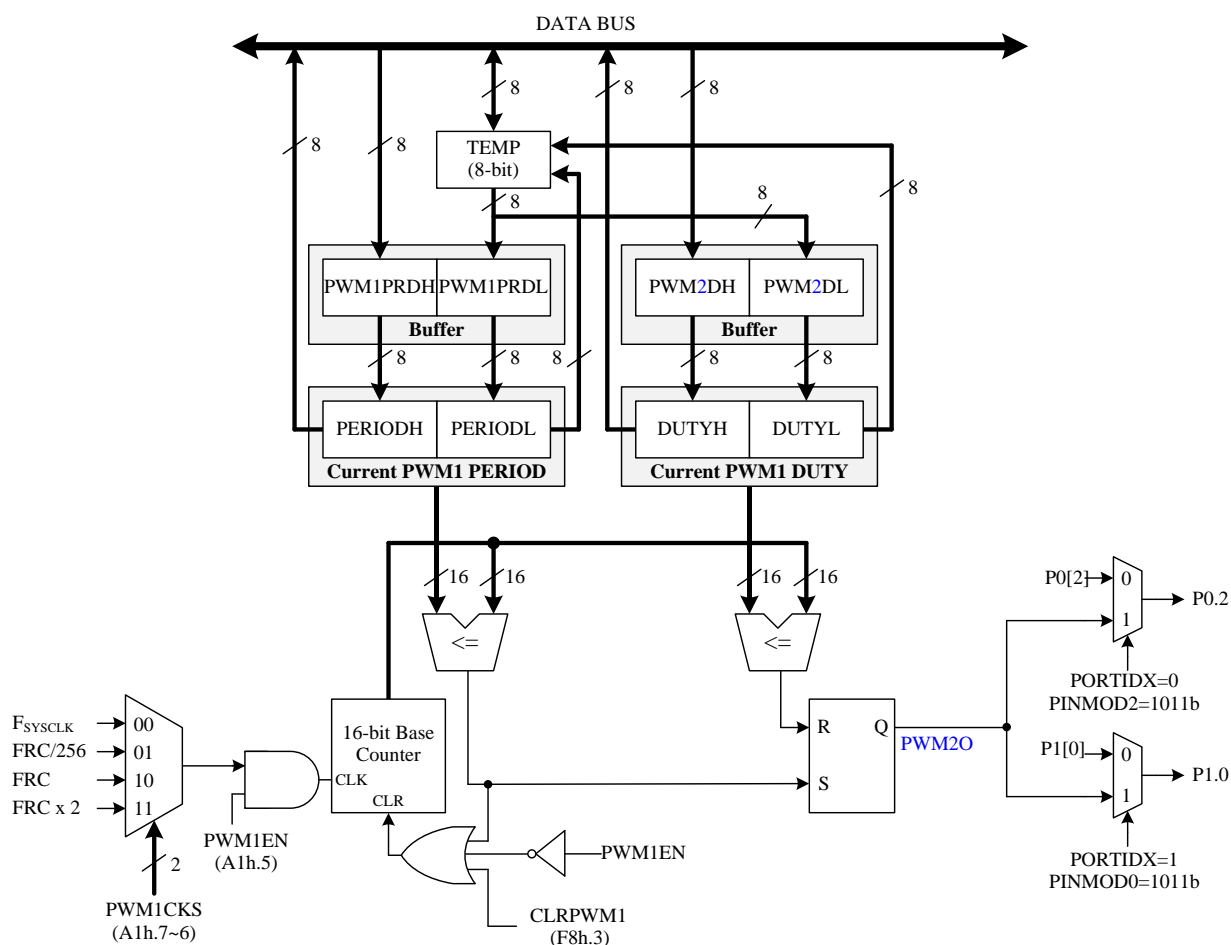 DATA BUS
8
8
8
8
8
TEMP
(8-bit)
8
8
8
8
PWM1PRDH
PWM1PRDL
Buffer
PWM2DH
PWM2DL
Buffer
8
8
8
8
8
PERIODH
PERIODL
Current PWM1 PERIOD
DUTYH
DUTYL
Current PWM1 DUTY
16
16
16
16
<=
<=
P0[2]
0
1
P0.2
PORTIDX=0
PINMOD2=1011b
FSYSCLK
FRC/256
FRC
FRC x 2
00
01
10
11
2
PWM1CKS
(A1h.7~6)
PWM1EN
(A1h.5)
16-bit Base
Counter
CLK
CLR
PWM1EN
CLRPWM1
(F8h.3)
R
S
Q
PWM2O
P1[0]
0
1
P1.0
PORTIDX=1
PINMOD0=1011b